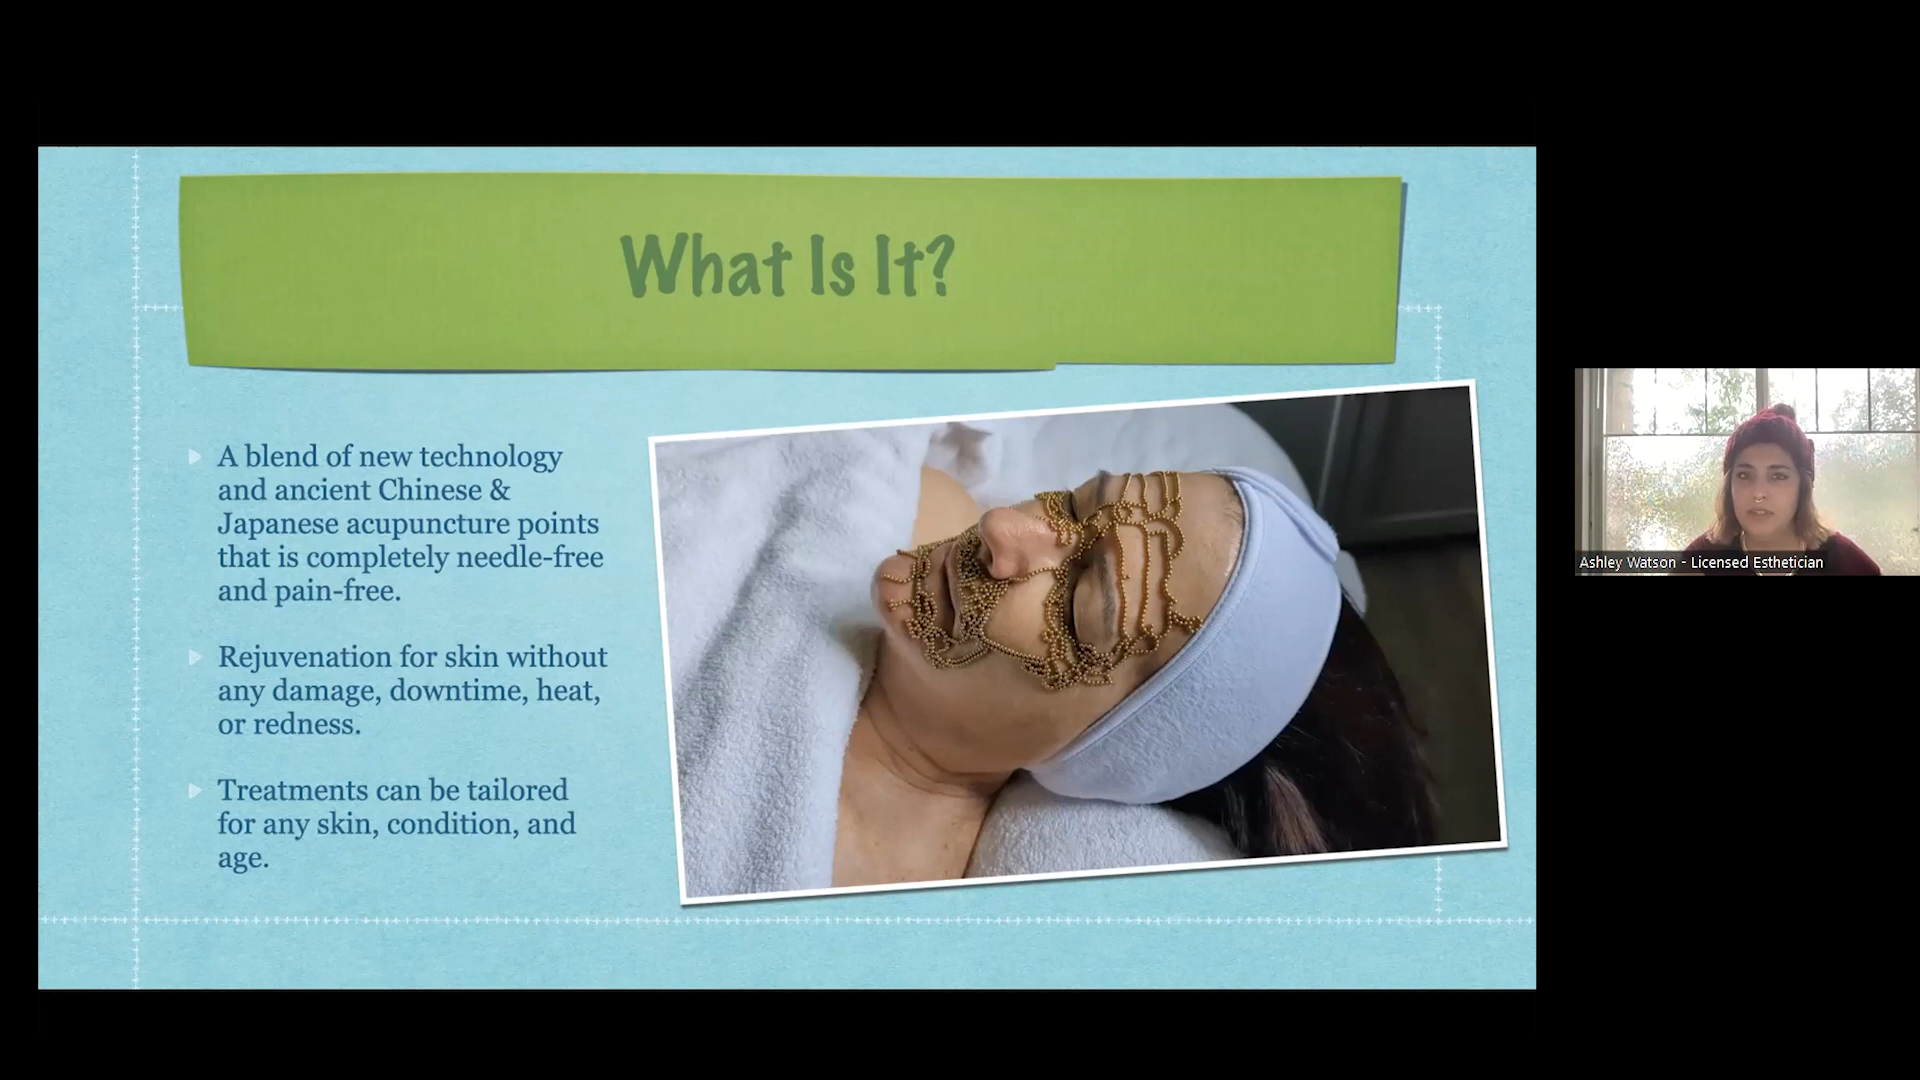 What Is It?
A blend of new technology
and ancient Chinese &
Japanese acupuncture points
that is completely needle-free
and pain-free.
Rejuvenation for skin without
any damage, downtime, heat,
or redness.
Treatments can be tailored
for any skin, condition, and
age.
Ashley Watson - Licensed Esthetician